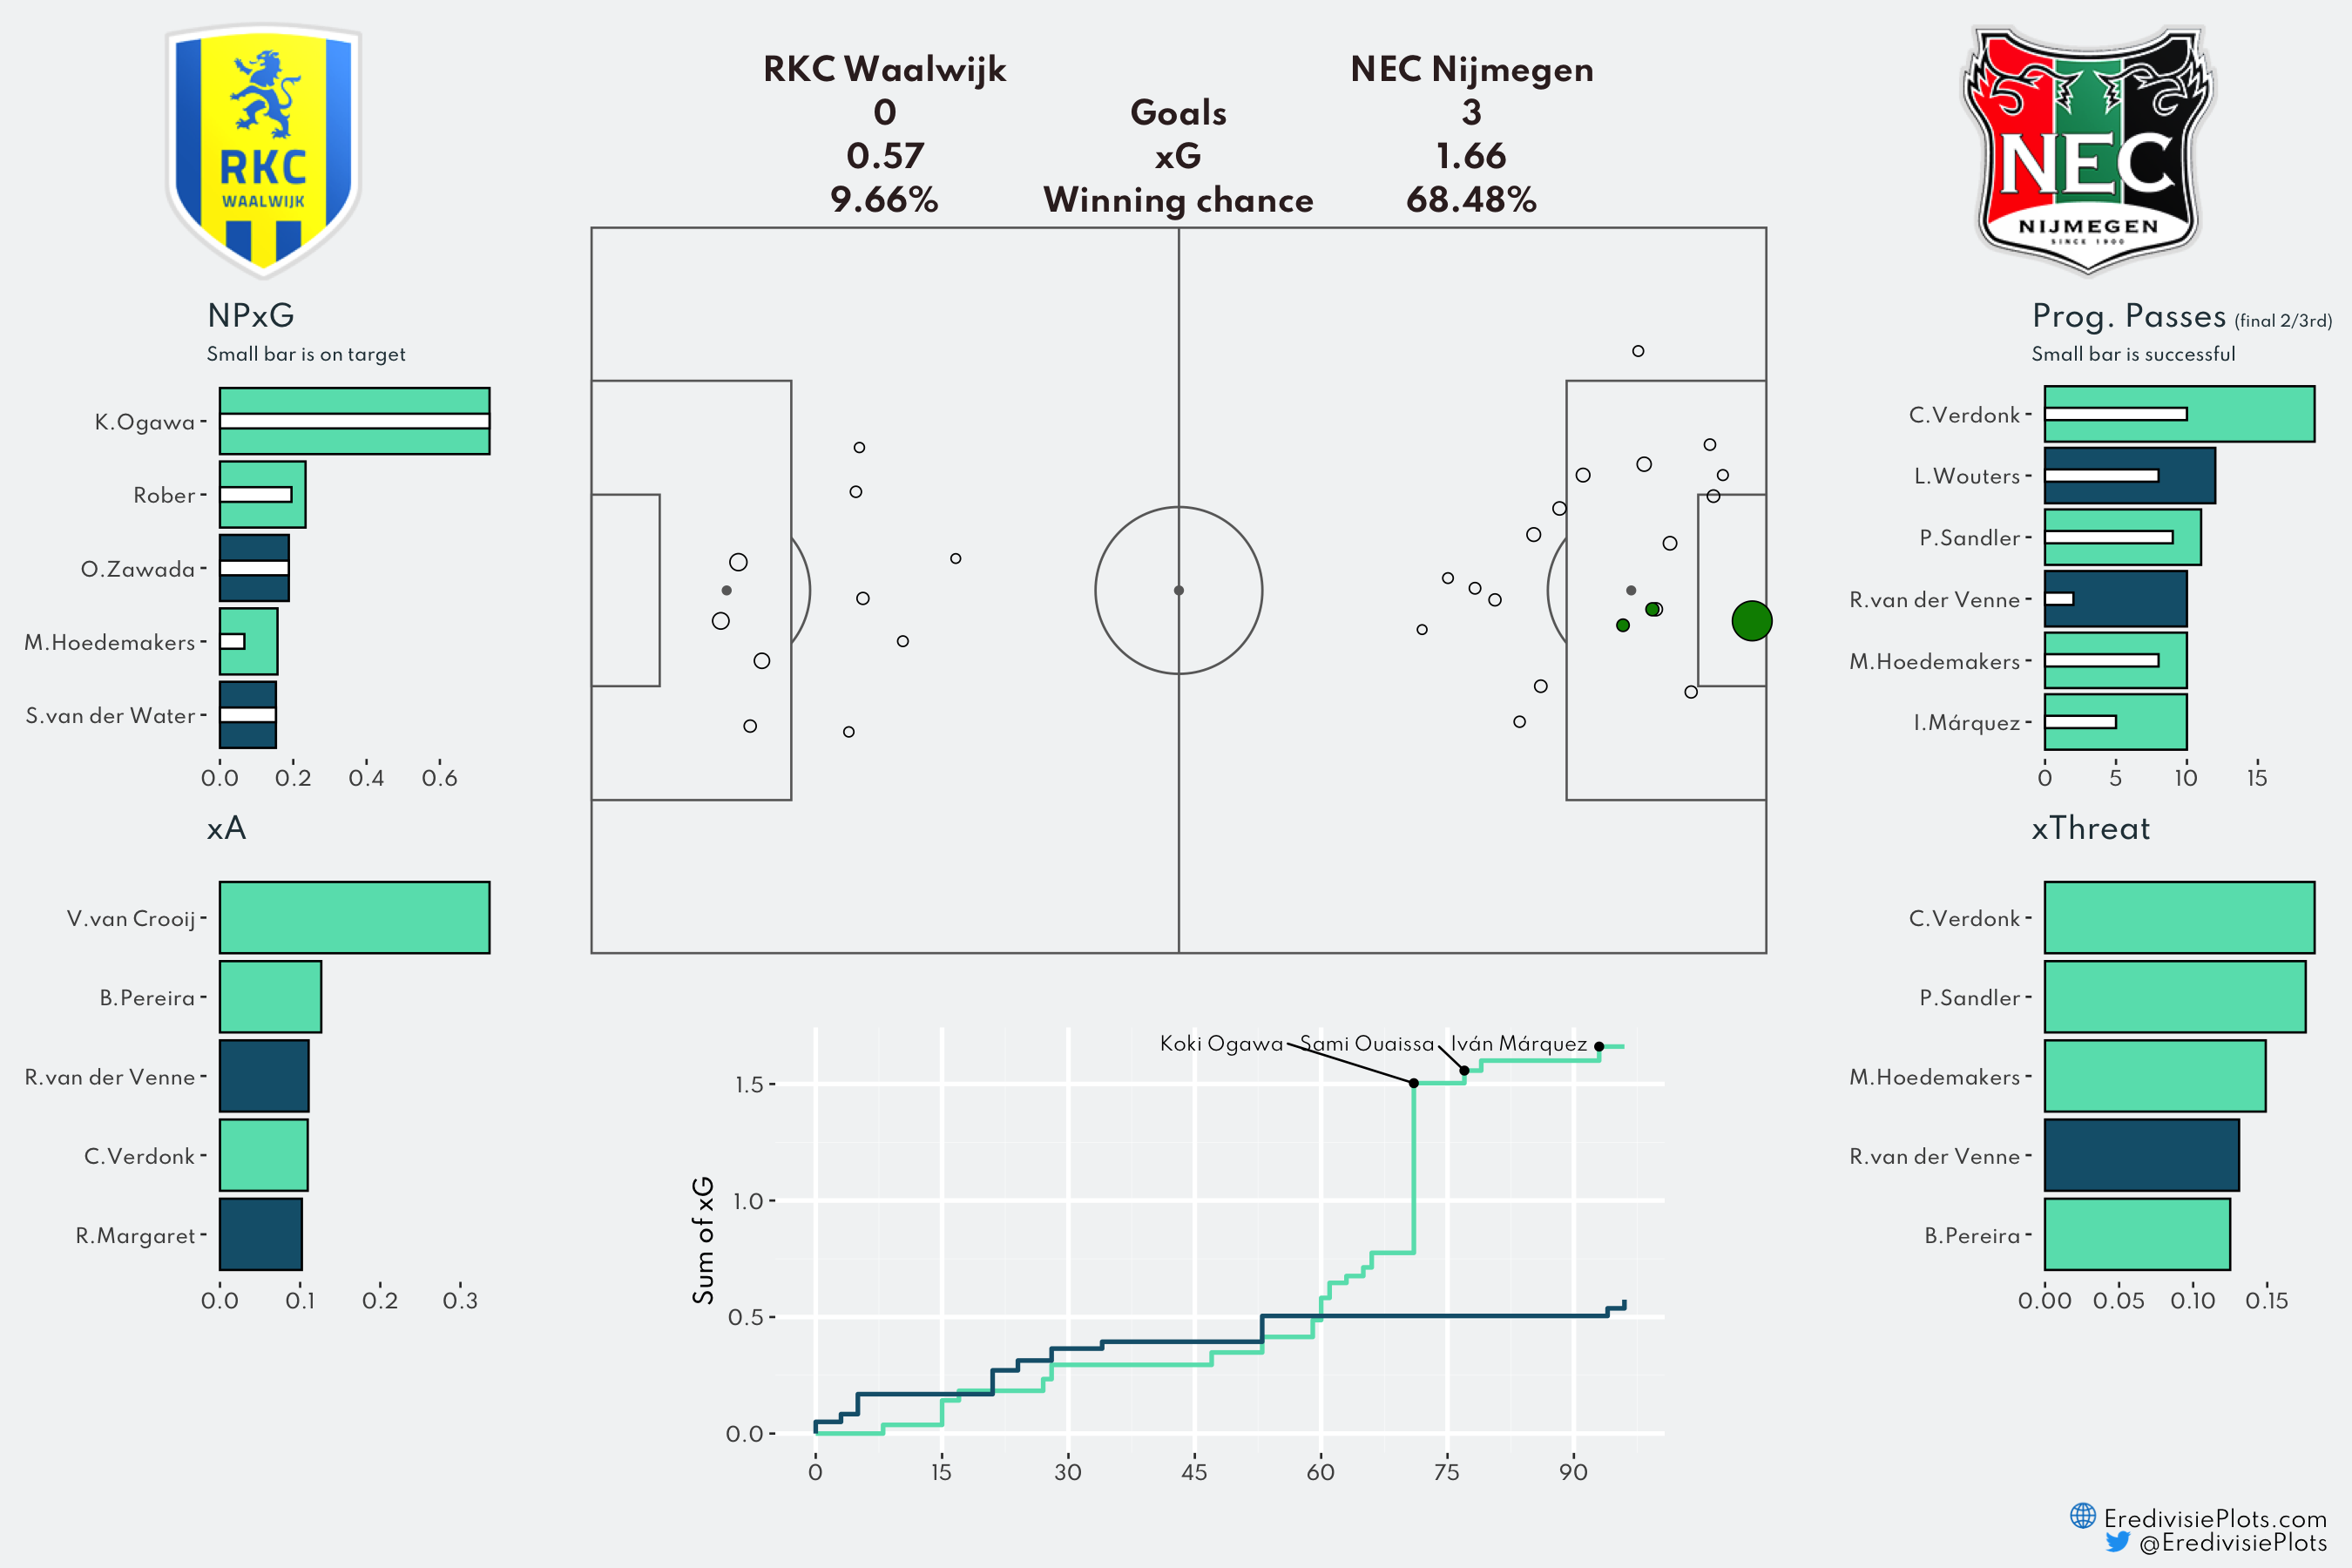 RKC
WAALWIJK
RKC Waalwijk NEC Nijmegen
0 Goals 3
0.57 xG 1.66
9.66% Winning chance 68.48%
NEC
NIJMEGEN
SINCE 1900
NPxG
Small bar is on target
K.Ogawa
Rober
O.Zawada
M.Hoedemakers
S.van der Water
0.0 0.2 0.4 0.6
xA
V.van Crooij
B.Pereira
R.van der Venne
C.Verdonk
R.Margaret
0.0 0.1 0.2 0.3
Koki Ogawa Sami Ouaissa Iván Márquez
Sum of xG
1.5
1.0
0.5
0.0
0 15 30 45 60 75 90
Prog. Passes (final 2/3rd)
Small bar is successful
C.Verdonk
L.Wouters
P.Sandler
R.van der Venne
M.Hoedemakers
I.Márquez
0 5 10 15
xThreat
C.Verdonk
P.Sandler
M.Hoedemakers
R.van der Venne
B.Pereira
0.00 0.05 0.10 0.15
EredivisiePlots.com
@EredivisiePlots